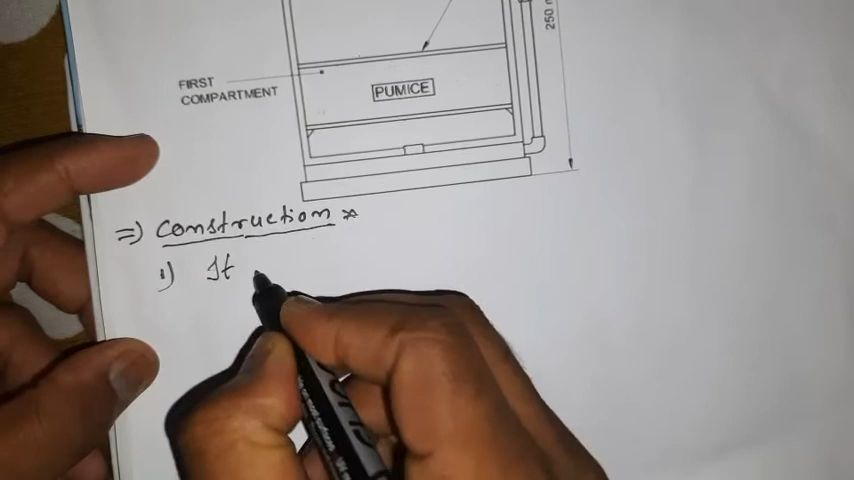 250
FIRST
COMPARTMENT
PUMICE
=) Construction *
1) It